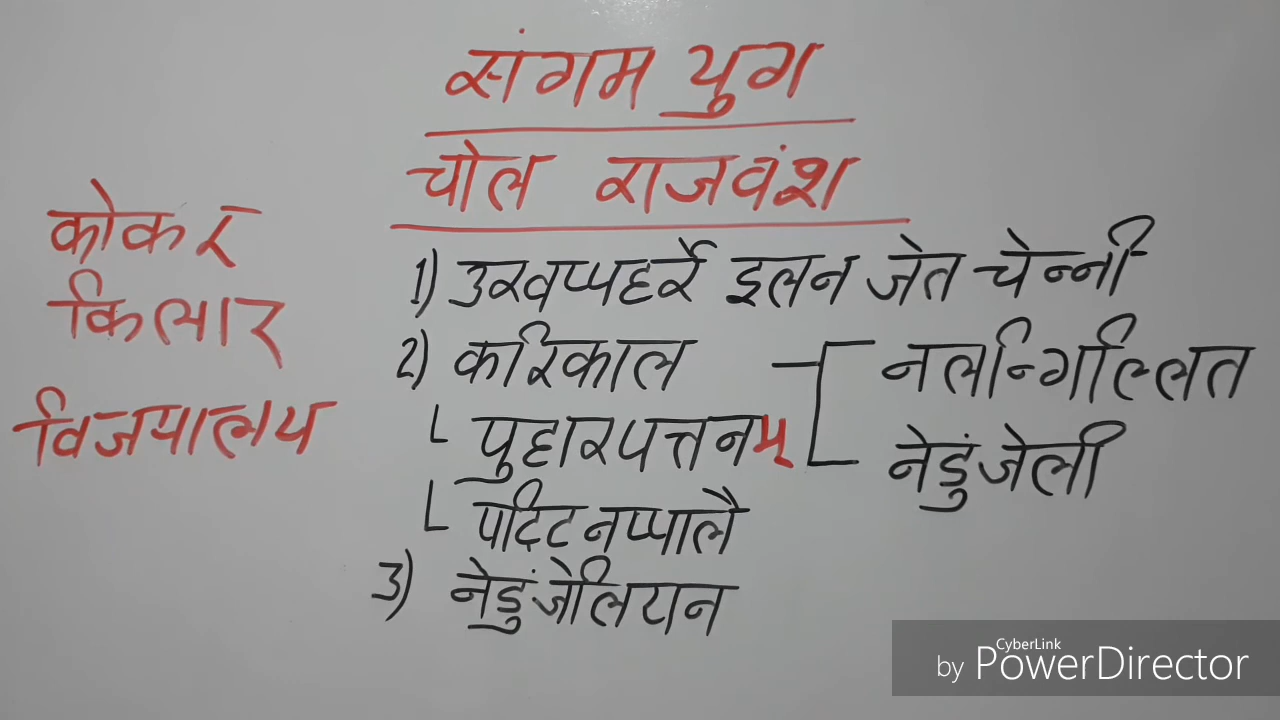 संगम युग
चोल राजवंश
कोकर
किलार
विजयालय
1) उरवप्पहर्रे इलन जेत चेन्नी
2) करिकाल
└ पुहारपत्तनम्
└ पट्टिनप्पालै
3) नेडुंजेलियन
नलन्गिल्लित
नेडुंजेली
CyberLink
by PowerDirector